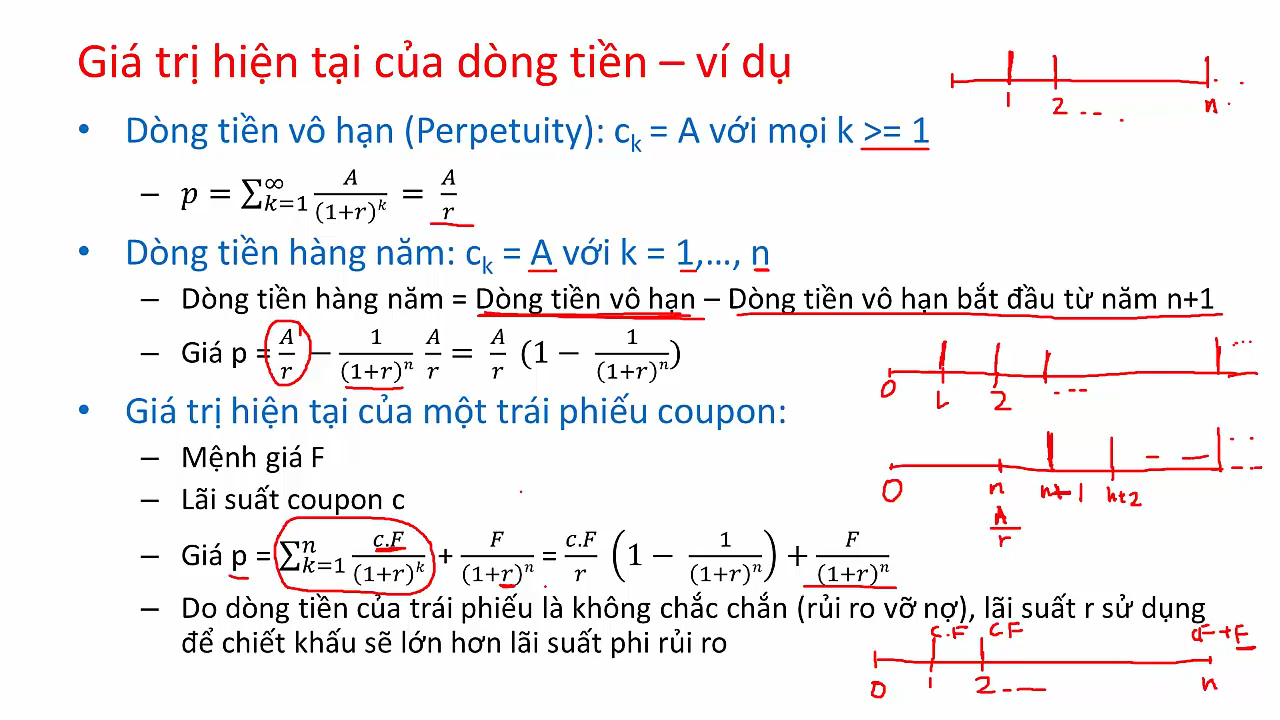 Giá trị hiện tại của dòng tiền – ví dụ
1 2 ... n ...
• Dòng tiền vô hạn (Perpetuity): cₖ = A với mọi k >= 1
– p = ∑_{k=1}^{∞} A/(1+r)^k = A/r
• Dòng tiền hàng năm: cₖ = A với k = 1,..., n
– Dòng tiền hàng năm = Dòng tiền vô hạn – Dòng tiền vô hạn bắt đầu từ năm n+1
– Giá p = A/r − 1/(1+r)^n A/r = A/r (1 − 1/(1+r)^n)
0 1 2 ...
• Giá trị hiện tại của một trái phiếu coupon:
– Mệnh giá F
0 n n+1 n+2
– Lãi suất coupon c
A/r
– Giá p = ∑_{k=1}^{n} c.F/(1+r)^k + F/(1+r)^n = c.F/r (1 − 1/(1+r)^n) + F/(1+r)^n
– Do dòng tiền của trái phiếu là không chắc chắn (rủi ro vỡ nợ), lãi suất r sử dụng
để chiết khấu sẽ lớn hơn lãi suất phi rủi ro
c.F cF cF+F
0 1 2 ... n